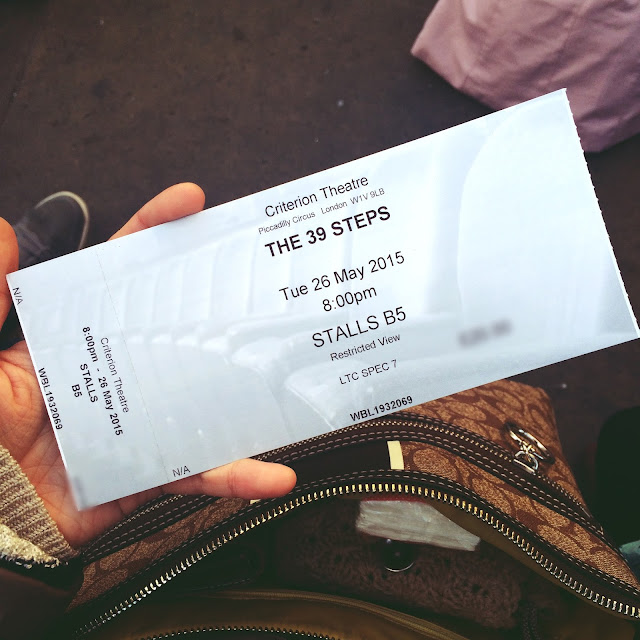 Criterion Theatre
Piccadilly Circus London W1V 9LB
THE 39 STEPS
Tue 26 May 2015
8:00pm
STALLS B5
Restricted View
LTC SPEC 7
WBL1932069
N/A
N/A
Criterion Theatre
8:00pm - 26 May 2015
STALLS
B5
WBL1932069